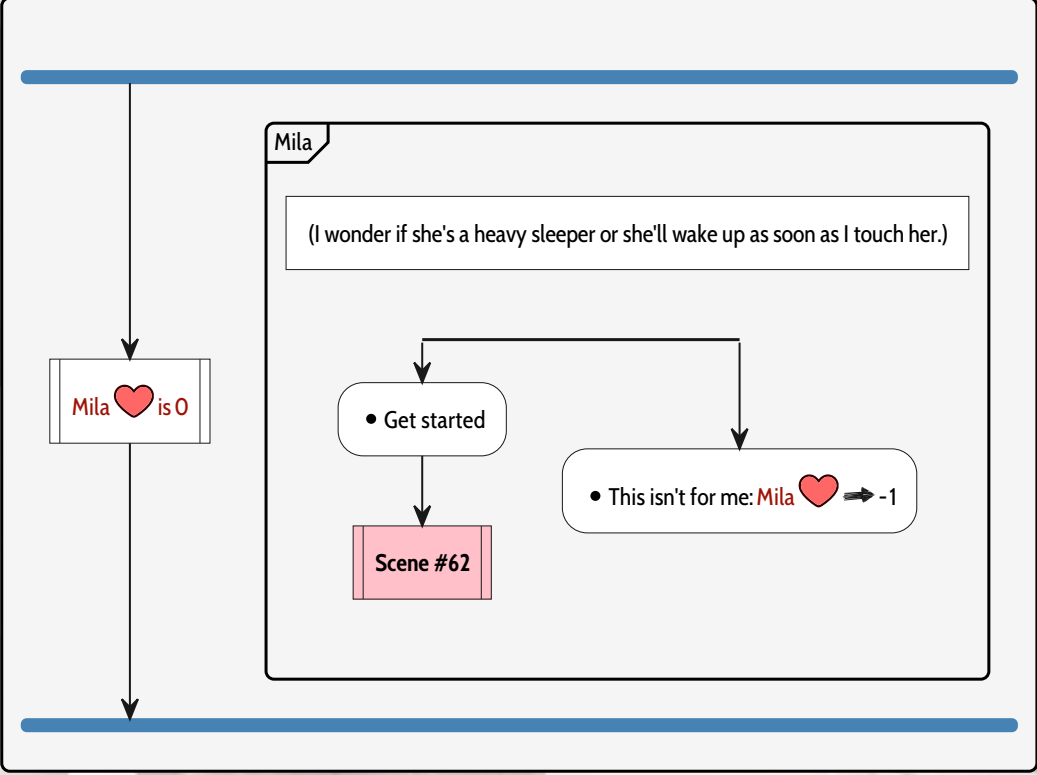 Mila
(I wonder if she's a heavy sleeper or she'll wake up as soon as I touch her.)
Mila is 0
• Get started
• This isn't for me: Mila -1
Scene #62